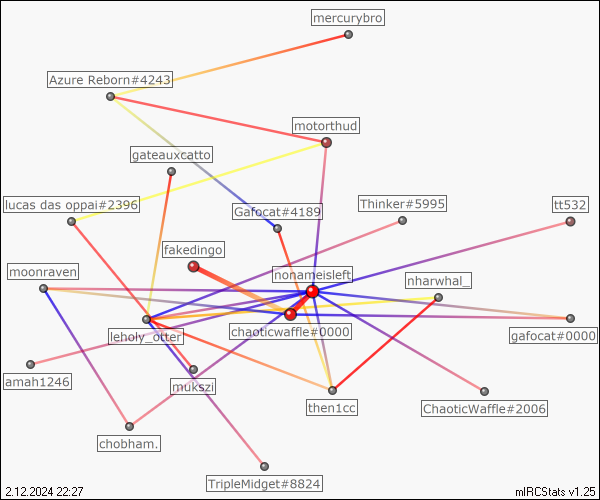 mercurybro
Azure Reborn#4243
motorthud
gateauxcatto
lucas das oppai#2396
Thinker#5995
tt532
Gafocat#4189
fakedingo
moonraven
nonameisleft
nharwhal_
chaoticwaffle#0000
leholy_otter
gafocat#0000
amah1246
mukszi
then1cc
ChaoticWaffle#2006
chobham.
TripleMidget#8824
2.12.2024 22:27
mIRCStats v1.25